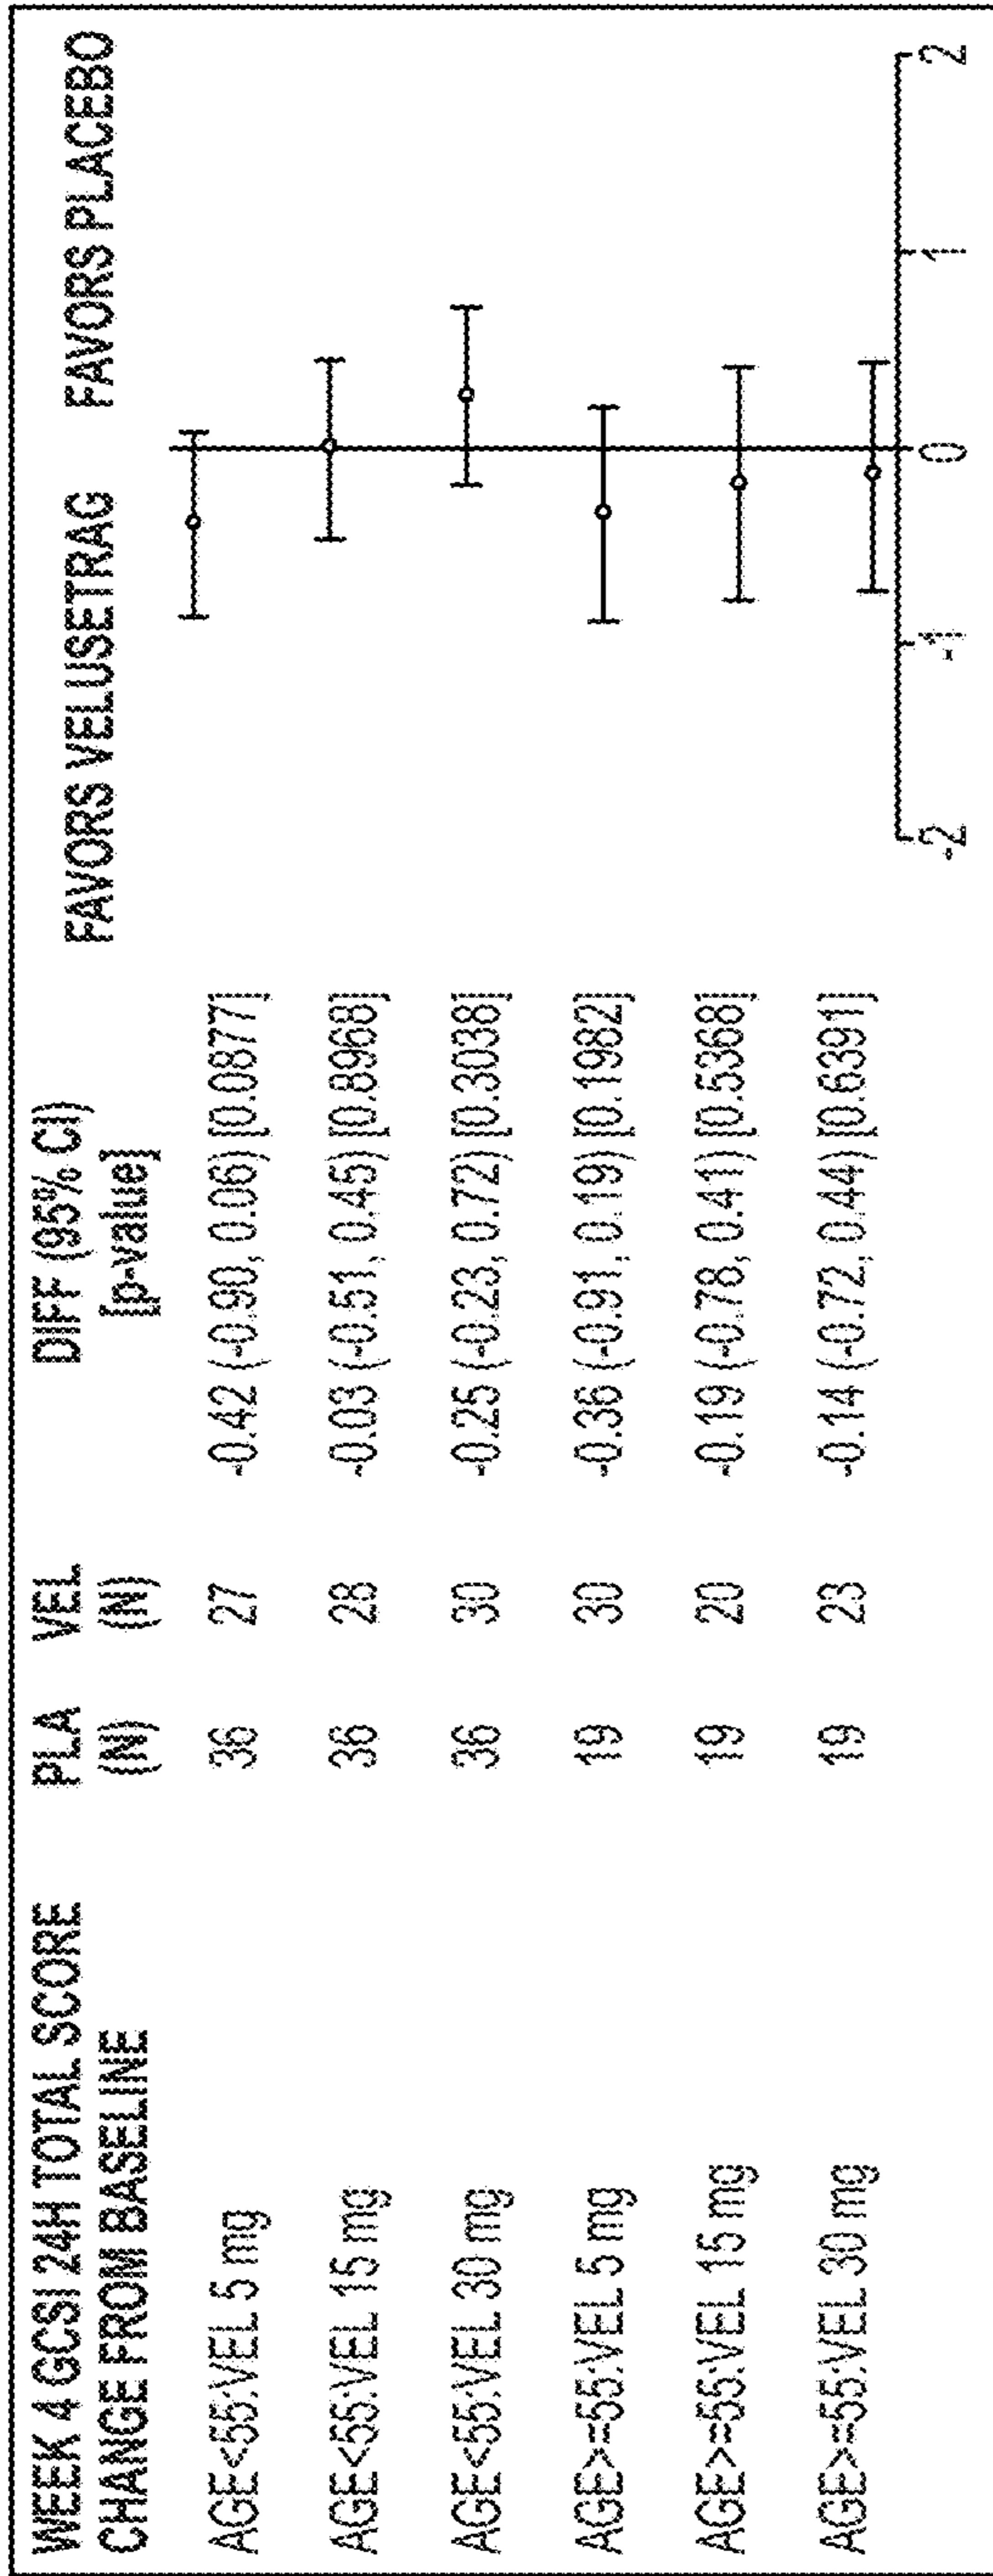 WEEK 4 GCSI 24H TOTAL SCORE PLA VEL DIFF (95% CI)
CHANGE FROM BASELINE (N) (N) [p-value] FAVORS VELUSETRAG FAVORS PLACEBO
AGE<55:VEL 5 mg 36 27 -0.42 (-0.90, 0.06) [0.0877]
AGE<55:VEL 15 mg 36 28 -0.03 (-0.51, 0.45) [0.8968]
AGE<55:VEL 30 mg 36 30 -0.25 (-0.23, 0.72) [0.3038]
AGE>=55:VEL 5 mg 19 30 -0.36 (-0.91, 0.19) [0.1982]
AGE>=55:VEL 15 mg 19 20 -0.19 (-0.78, 0.41) [0.5368]
AGE>=55:VEL 30 mg 19 23 -0.14 (-0.72, 0.44) [0.6391]
-2 -1 0 1 2